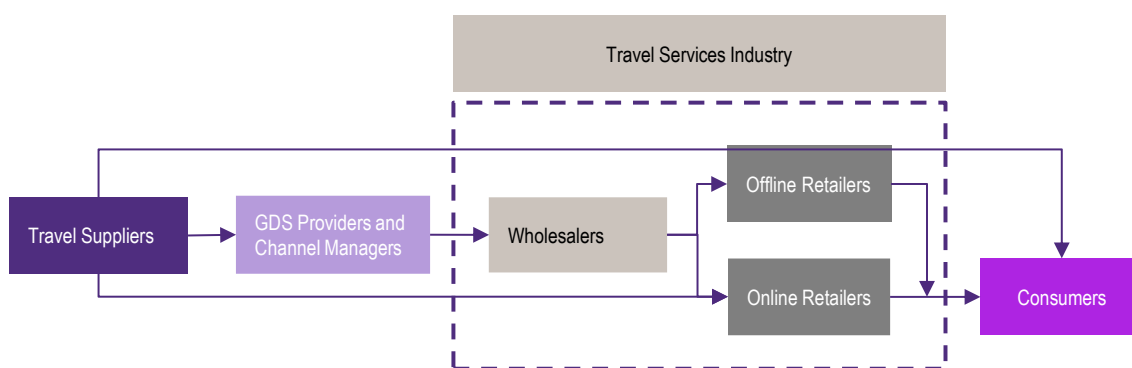 Travel Services Industry
Offline Retailers
Travel Suppliers
GDS Providers and
Channel Managers
Wholesalers
Online Retailers
Consumers